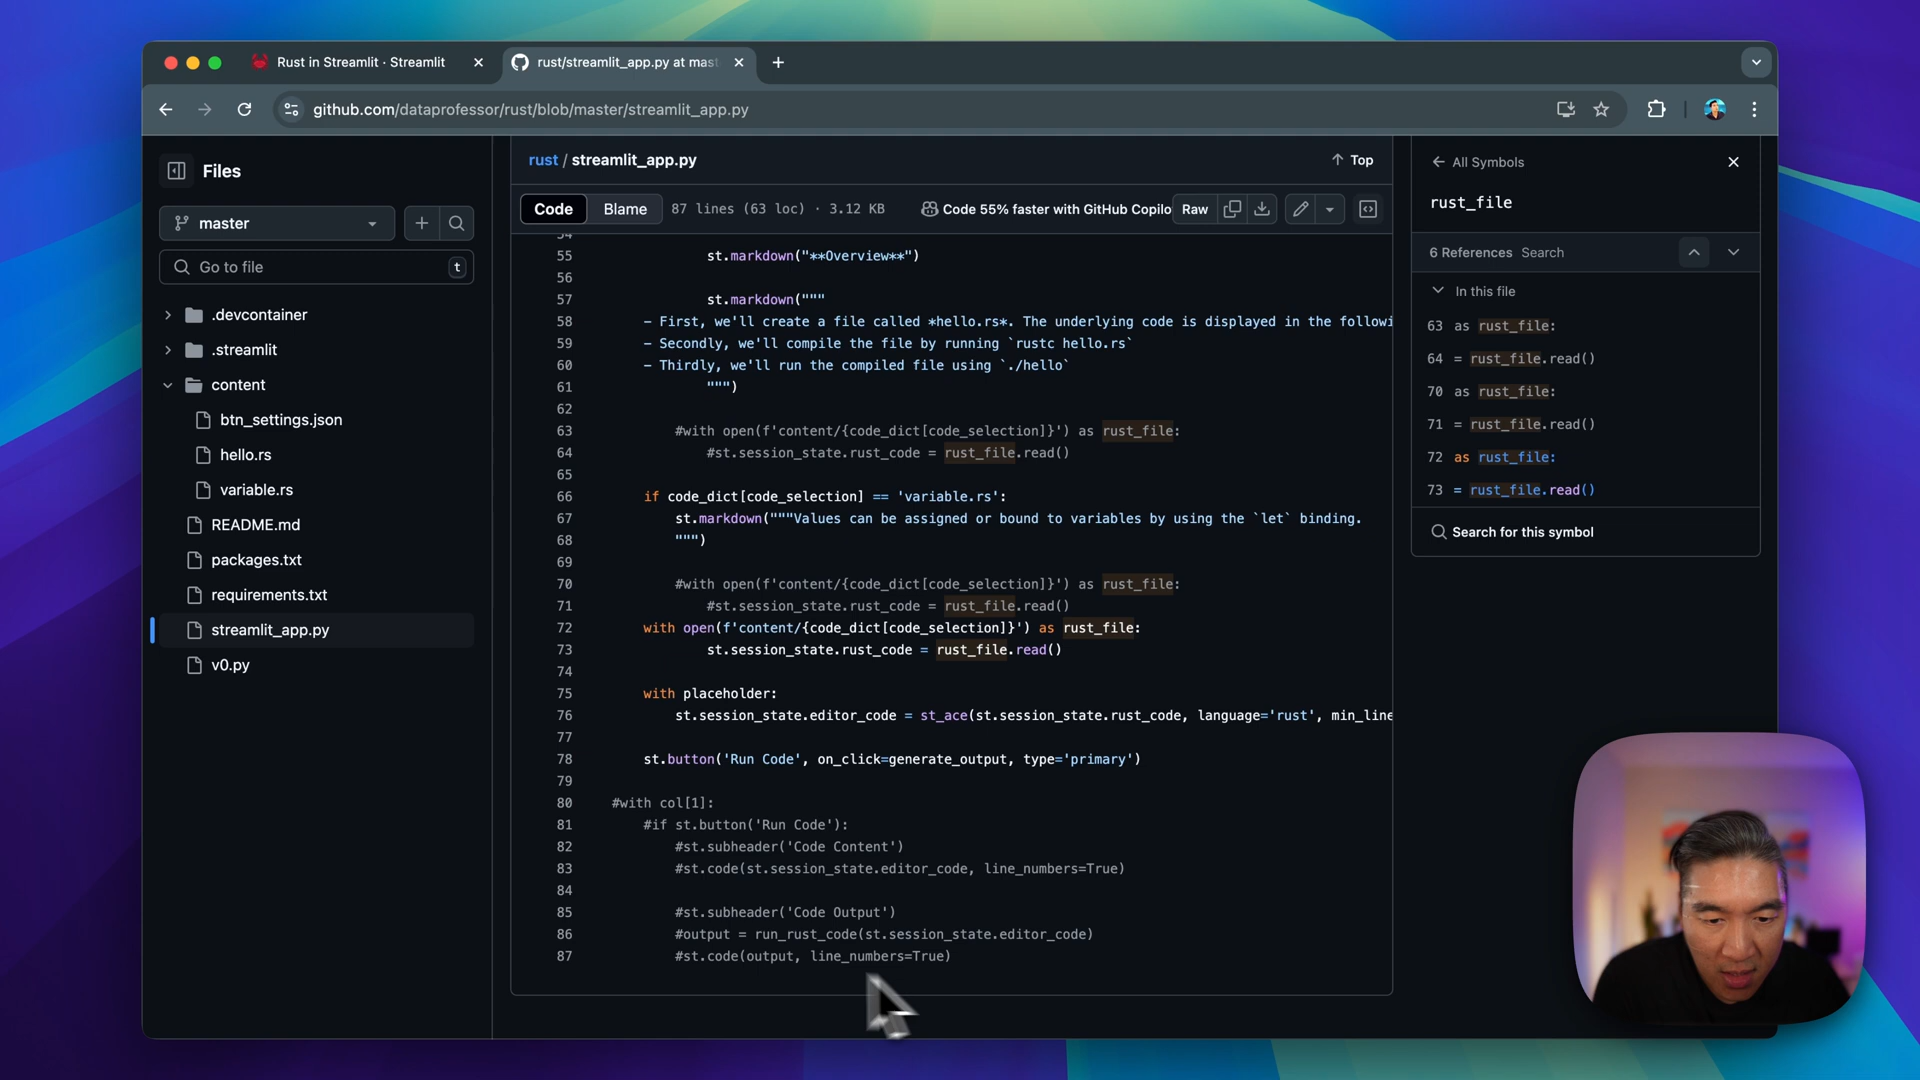 Rust in Streamlit · Streamlit
rust/streamlit_app.py at mast
github.com/dataprofessor/rust/blob/master/streamlit_app.py
Files
master
Go to file
t
.devcontainer
.streamlit
content
btn_settings.json
hello.rs
variable.rs
README.md
packages.txt
requirements.txt
streamlit_app.py
v0.py
rust / streamlit_app.py
Top
Code
Blame
87 lines (63 loc) · 3.12 KB
Code 55% faster with GitHub Copilo
Raw
54
55 st.markdown("**Overview**")
56
57 st.markdown("""
58 - First, we'll create a file called *hello.rs*. The underlying code is displayed in the followi
59 - Secondly, we'll compile the file by running `rustc hello.rs`
60 - Thirdly, we'll run the compiled file using `./hello`
61 """)
62
63 #with open(f'content/{code_dict[code_selection]}') as rust_file:
64 #st.session_state.rust_code = rust_file.read()
65
66 if code_dict[code_selection] == 'variable.rs':
67 st.markdown("""Values can be assigned or bound to variables by using the `let` binding.
68 """)
69
70 #with open(f'content/{code_dict[code_selection]}') as rust_file:
71 #st.session_state.rust_code = rust_file.read()
72 with open(f'content/{code_dict[code_selection]}') as rust_file:
73 st.session_state.rust_code = rust_file.read()
74
75 with placeholder:
76 st.session_state.editor_code = st_ace(st.session_state.rust_code, language='rust', min_line
77
78 st.button('Run Code', on_click=generate_output, type='primary')
79
80 #with col[1]:
81 #if st.button('Run Code'):
82 #st.subheader('Code Content')
83 #st.code(st.session_state.editor_code, line_numbers=True)
84
85 #st.subheader('Code Output')
86 #output = run_rust_code(st.session_state.editor_code)
87 #st.code(output, line_numbers=True)
All Symbols
rust_file
6 References Search
In this file
63 as rust_file:
64 = rust_file.read()
70 as rust_file:
71 = rust_file.read()
72 as rust_file:
73 = rust_file.read()
Search for this symbol